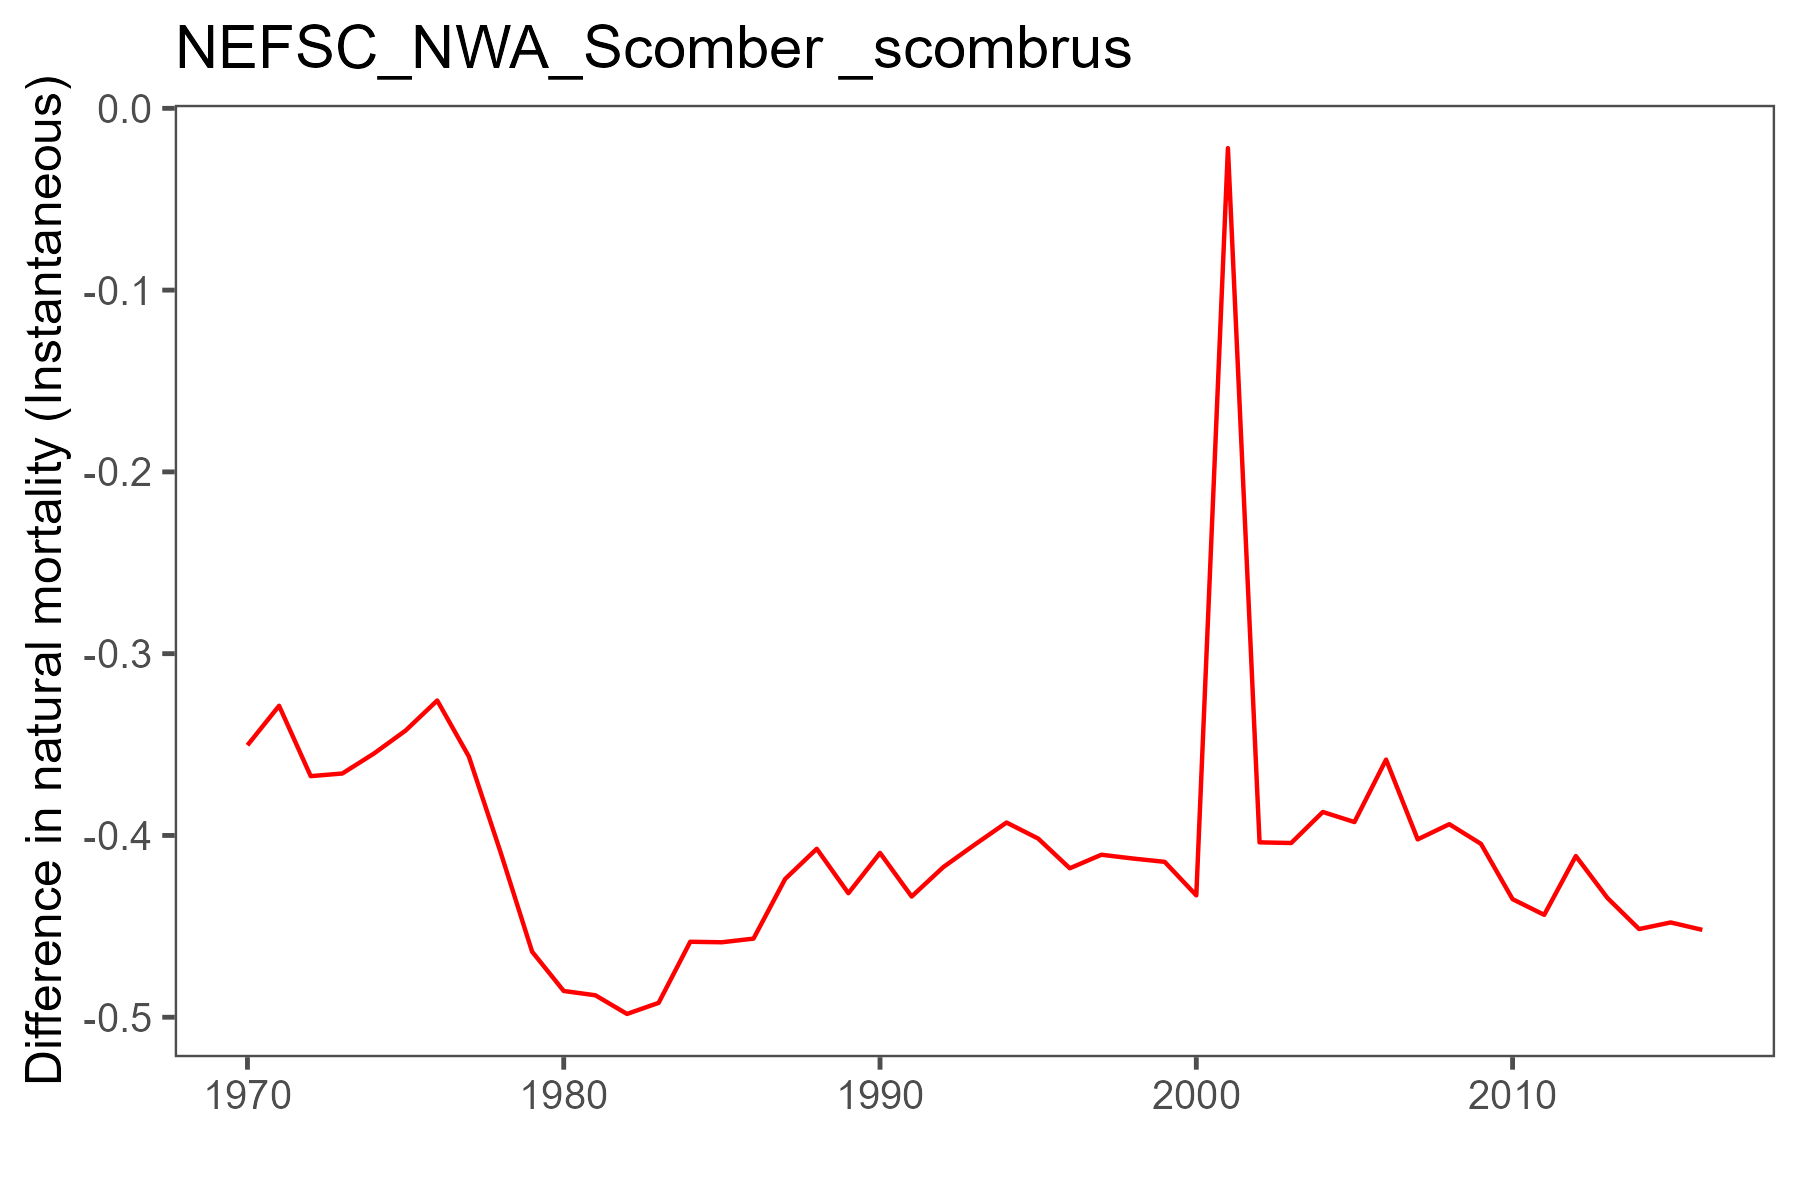 NEFSC_NWA_Scomber _scombrus
Difference in natural mortality (Instantaneous)
0.0
-0.1
-0.2
-0.3
-0.4
-0.5
1970 1980 1990 2000 2010